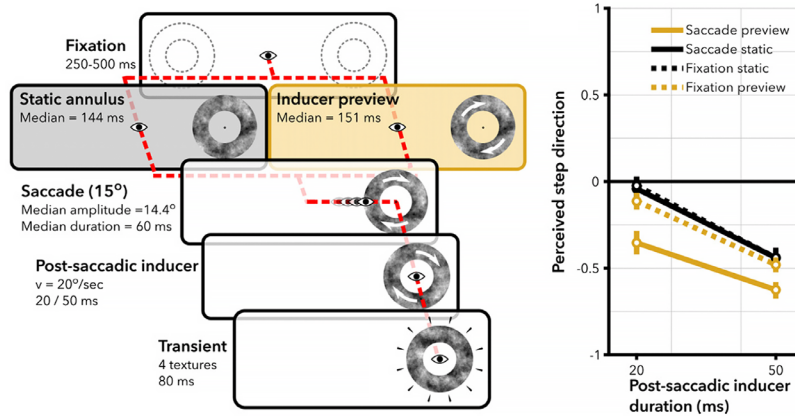 Fixation
250-500 ms
Static annulus
Median = 144 ms
Inducer preview
Median = 151 ms
Saccade (15º)
Median amplitude =14.4º
Median duration = 60 ms
Post-saccadic inducer
v = 20º/sec
20 / 50 ms
Transient
4 textures
80 ms
Perceived step direction
1
0.5
0
-0.5
-1
Saccade preview
Saccade static
Fixation static
Fixation preview
20
50
Post-saccadic inducer
duration (ms)